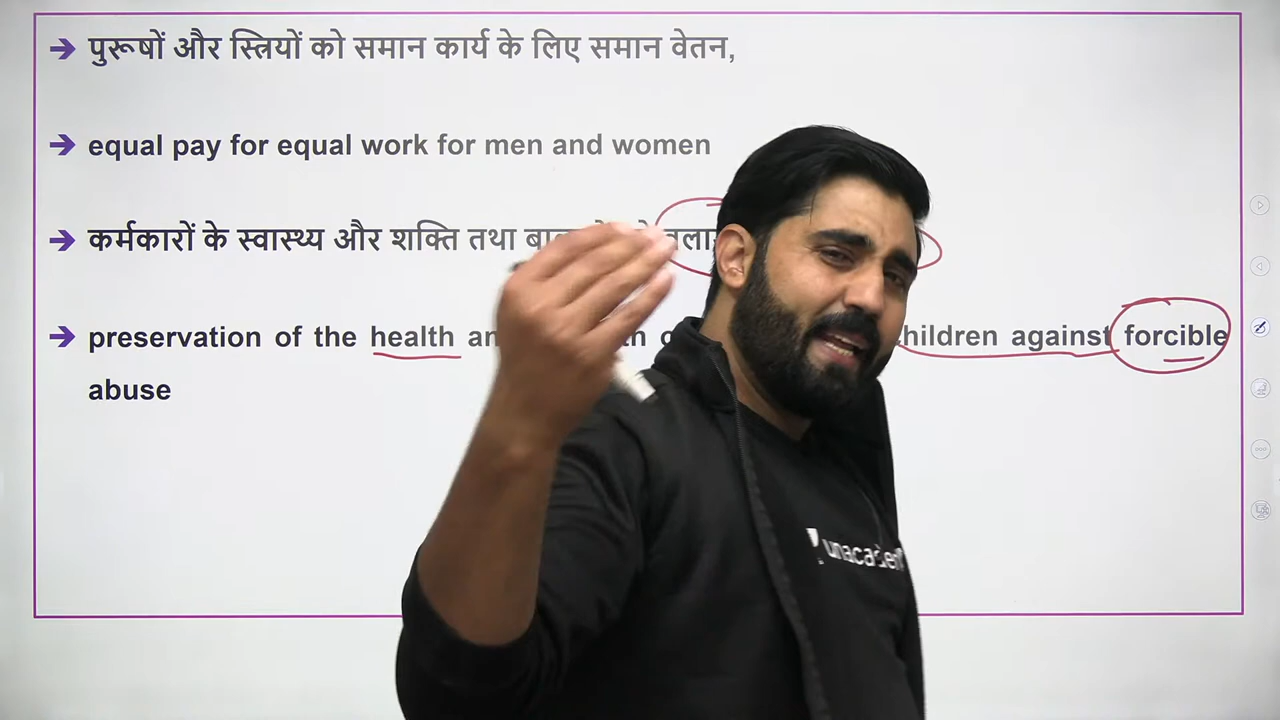 पुरूषों और स्त्रियों को समान कार्य के लिए समान वेतन,
equal pay for equal work for men and women
कर्मकारों के स्वास्थ्य और शक्ति तथा
preservation of the health children against forcible
abuse
unacademy